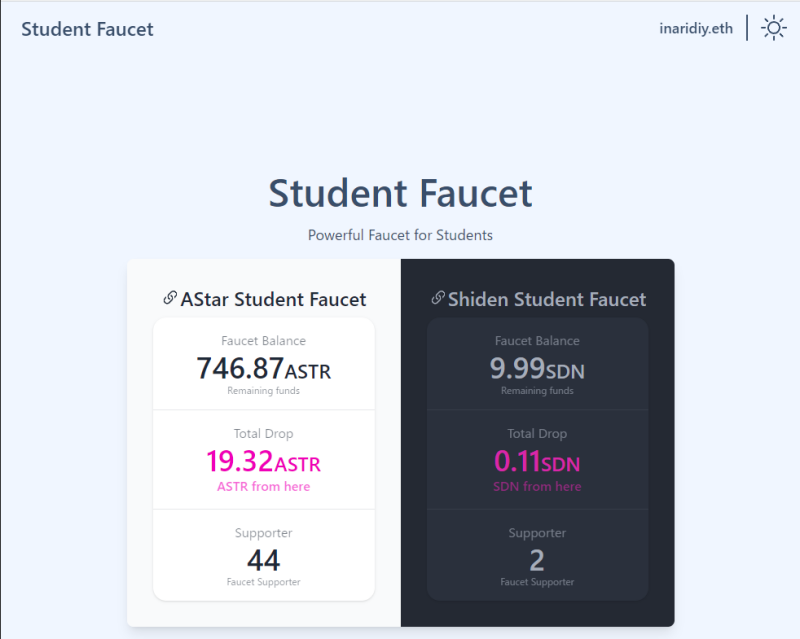 Student Faucet
inaridiy.eth
Student Faucet
Powerful Faucet for Students
AStar Student Faucet
Faucet Balance
746.87ASTR
Remaining funds
Total Drop
19.32ASTR
ASTR from here
Supporter
44
Faucet Supporter
Shiden Student Faucet
Faucet Balance
9.99SDN
Remaining funds
Total Drop
0.11SDN
SDN from here
Supporter
2
Faucet Supporter